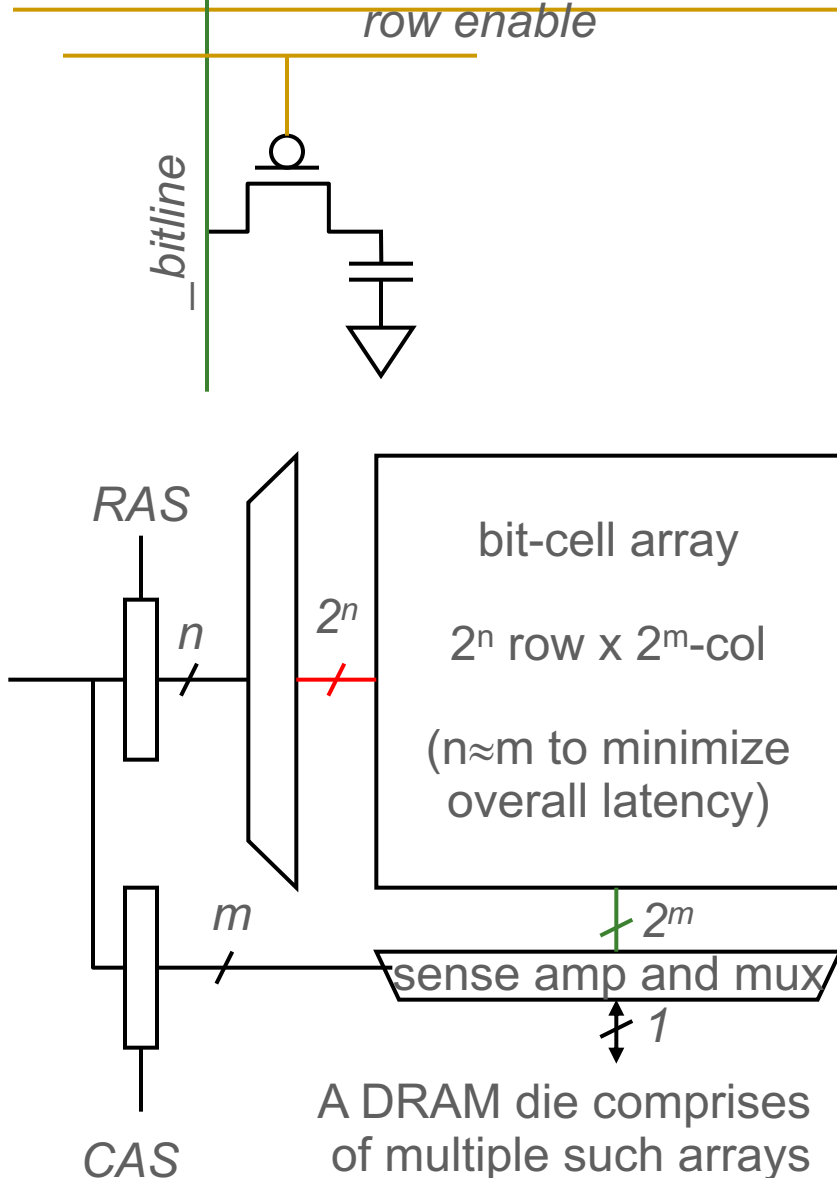 row enable
_bitline
RAS
n
2ⁿ
bit-cell array
2ⁿ row x 2ᵐ-col
(n≈m to minimize
overall latency)
m
2ᵐ
sense amp and mux
1
A DRAM die comprises
of multiple such arrays
CAS